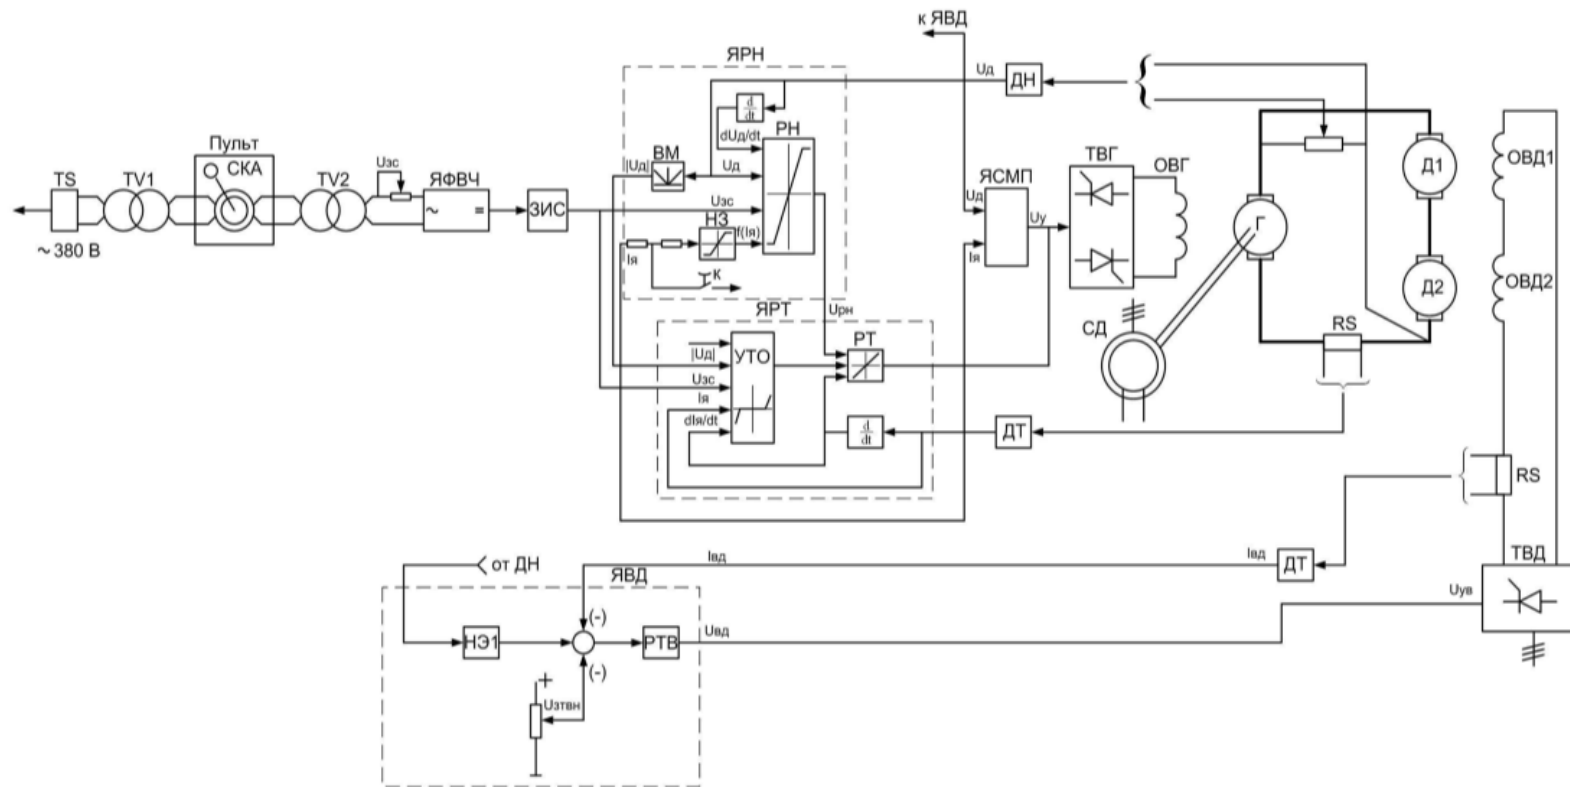 к ЯВД
ЯРН
Uд
ДН
d
dt
dUд/dt
РН
Пульт
СКА
TS
TV1
TV2
Uзс
ЯФВЧ
~
=
~ 380 В
ЗИС
ВМ
|Uд|
Uд
Uзс
НЗ
f(Iя)
Iя
К
ЯСМП
Uд
Iя
Uу
ТВГ
ОВГ
Г
Д1
Д2
ОВД1
ОВД2
СД
RS
Uрн
ЯРТ
УТО
|Uд|
Uзс
Iя
dIя/dt
РТ
d
dt
ДТ
RS
ТВД
Uув
ДТ
Iвд
Iвд
от ДН
ЯВД
(-)
НЭ1
РТВ
Uвд
(-)
+
Uзтвн